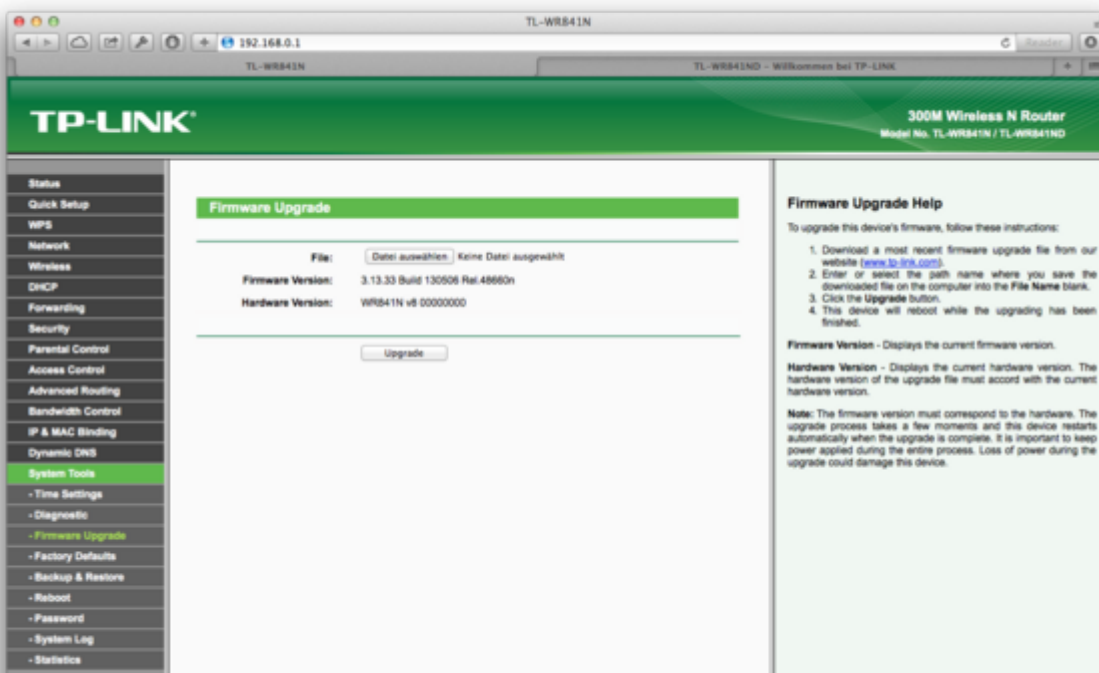 TL-WR841N
192.168.0.1
Reader
TL-WR841N
TL-WR841ND – Willkommen bei TP-LINK
TP-LINK®
300M Wireless N Router
Model No. TL-WR841N / TL-WR841ND
Status
Quick Setup
WPS
Network
Wireless
DHCP
Forwarding
Security
Parental Control
Access Control
Advanced Routing
Bandwidth Control
IP & MAC Binding
Dynamic DNS
System Tools
- Time Settings
- Diagnostic
- Firmware Upgrade
- Factory Defaults
- Backup & Restore
- Reboot
- Password
- System Log
- Statistics
Firmware Upgrade
File: Datei auswählen Keine Datei ausgewählt
Firmware Version: 3.13.33 Build 130506 Rel.48660n
Hardware Version: WR841N v8 00000000
Upgrade
Firmware Upgrade Help
To upgrade this device's firmware, follow these instructions:
1. Download a most recent firmware upgrade file from our
website (www.tp-link.com).
2. Enter or select the path name where you save the
downloaded file on the computer into the File Name blank.
3. Click the Upgrade button.
4. This device will reboot while the upgrading has been
finished.
Firmware Version - Displays the current firmware version.
Hardware Version - Displays the current hardware version. The
hardware version of the upgrade file must accord with the current
hardware version.
Note: The firmware version must correspond to the hardware. The
upgrade process takes a few moments and this device restarts
automatically when the upgrade is complete. It is important to keep
power applied during the entire process. Loss of power during the
upgrade could damage this device.